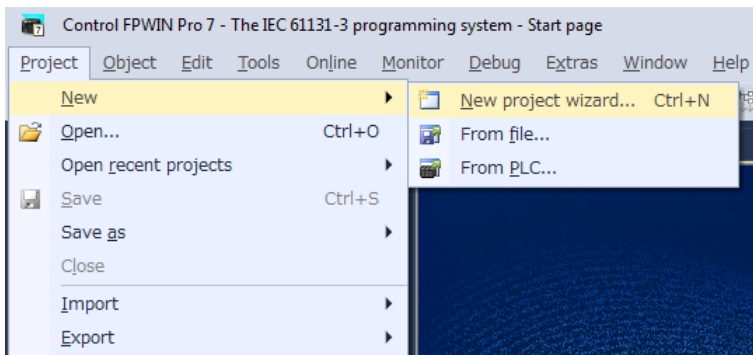 Control FPWIN Pro 7 - The IEC 61131-3 programming system - Start page
Project Object Edit Tools Online Monitor Debug Extras Window Help
New
New project wizard... Ctrl+N
Open... Ctrl+O
From file...
Open recent projects
From PLC...
Save Ctrl+S
Save as
Close
Import
Export